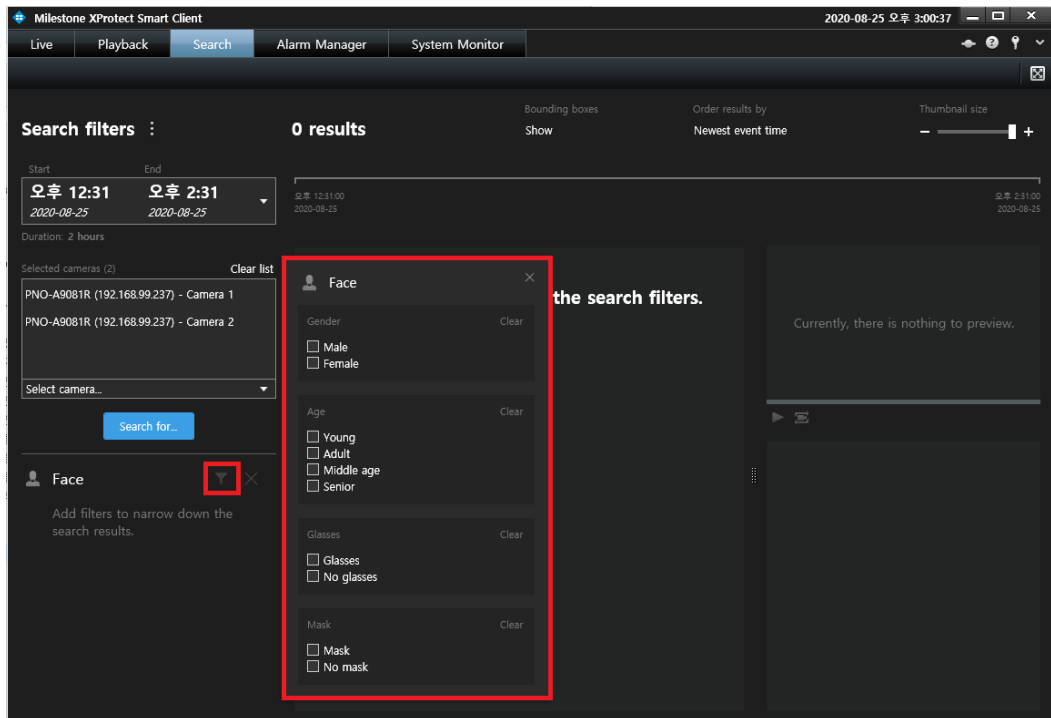 Milestone XProtect Smart Client
2020-08-25 오후 3:00:37
Live
Playback
Search
Alarm Manager
System Monitor
Search filters
0 results
Bounding boxes
Show
Order results by
Newest event time
Thumbnail size
Start
End
오후 12:31
오후 2:31
2020-08-25
2020-08-25
오후 12:31:00
2020-08-25
오후 2:31:00
2020-08-25
Duration: 2 hours
Selected cameras (2)
Clear list
PNO-A9081R (192.168.99.237) - Camera 1
PNO-A9081R (192.168.99.237) - Camera 2
Select camera...
Search for...
Face
Add filters to narrow down the
search results.
Face
Gender
Clear
Male
Female
Age
Clear
Young
Adult
Middle age
Senior
Glasses
Clear
Glasses
No glasses
Mask
Clear
Mask
No mask
the search filters.
Currently, there is nothing to preview.